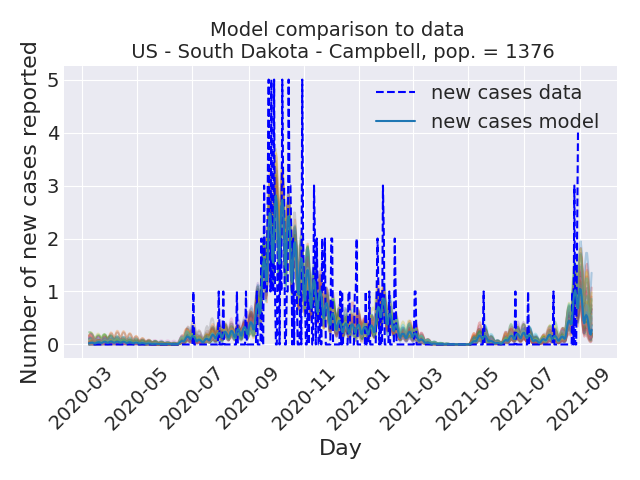 Model comparison to data
US - South Dakota - Campbell, pop. = 1376
Number of new cases reported
5
4
3
2
1
0
new cases data
new cases model
2020-03
2020-05
2020-07
2020-09
2020-11
2021-01
2021-03
2021-05
2021-07
2021-09
Day